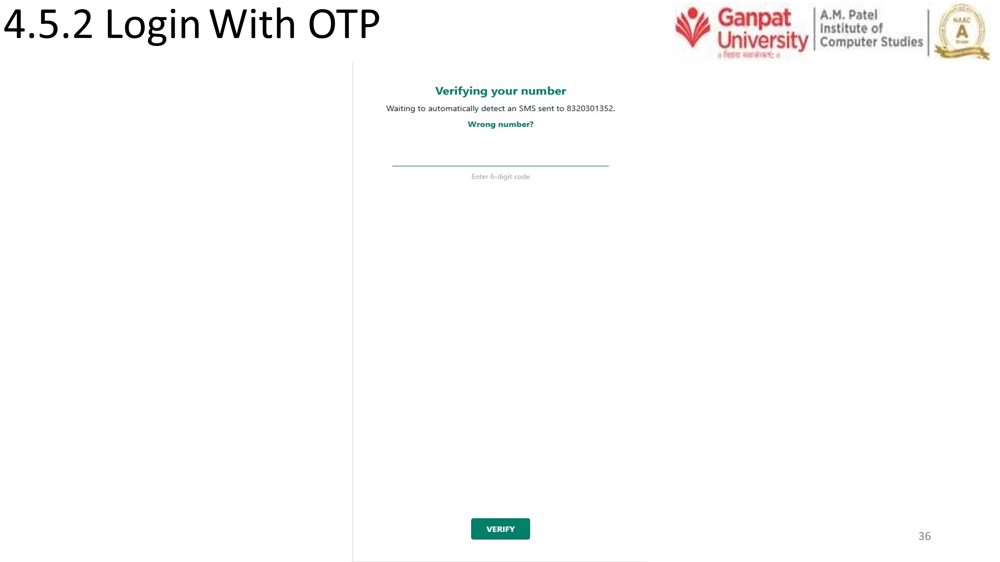 4.5.2 Login With OTP
Ganpat
University
A.M. Patel
Institute of
Computer Studies
NAAC
A
Verifying your number
Waiting to automatically detect an SMS sent to 8320301352.
Wrong number?
Enter 6-digit code
VERIFY
36